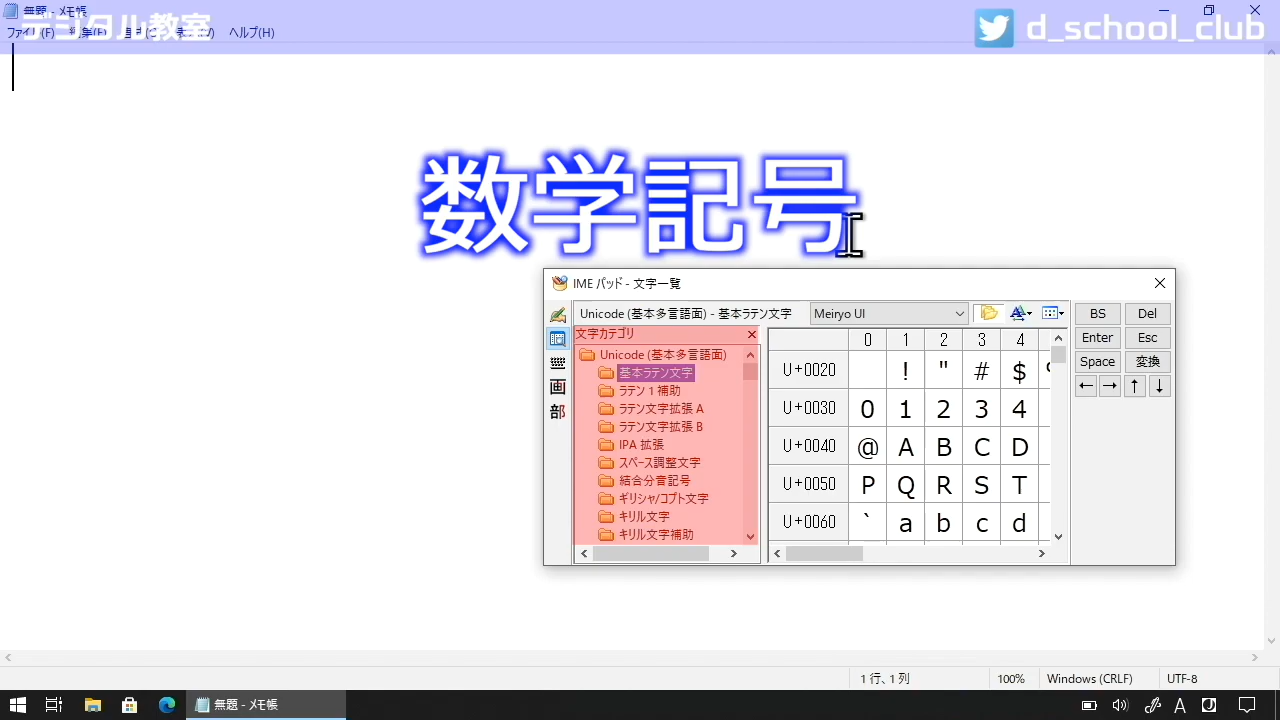 無題 - メモ帳
デジタル教室
d_school_club
ヘルプ(H)
数学記号
IME パッド - 文字一覧
Unicode (基本多言語面) - 基本ラテン文字
Meiryo UI
BS
Del
文字カテゴリ
Enter
Esc
Space
変換
Unicode (基本多言語面)
基本ラテン文字
ラテン 1 補助
ラテン文字拡張 A
ラテン文字拡張 B
IPA 拡張
スペース調整文字
結合分音記号
ギリシャ/コプト文字
キリル文字
キリル文字補助
0 1 2 3 4
U+0020 ! " # $
U+0030 0 1 2 3 4
U+0040 @ A B C D
U+0050 P Q R S T
U+0060 ` a b c d
画
部
1 行、1 列
100%
Windows (CRLF)
UTF-8
無題 - メモ帳
A